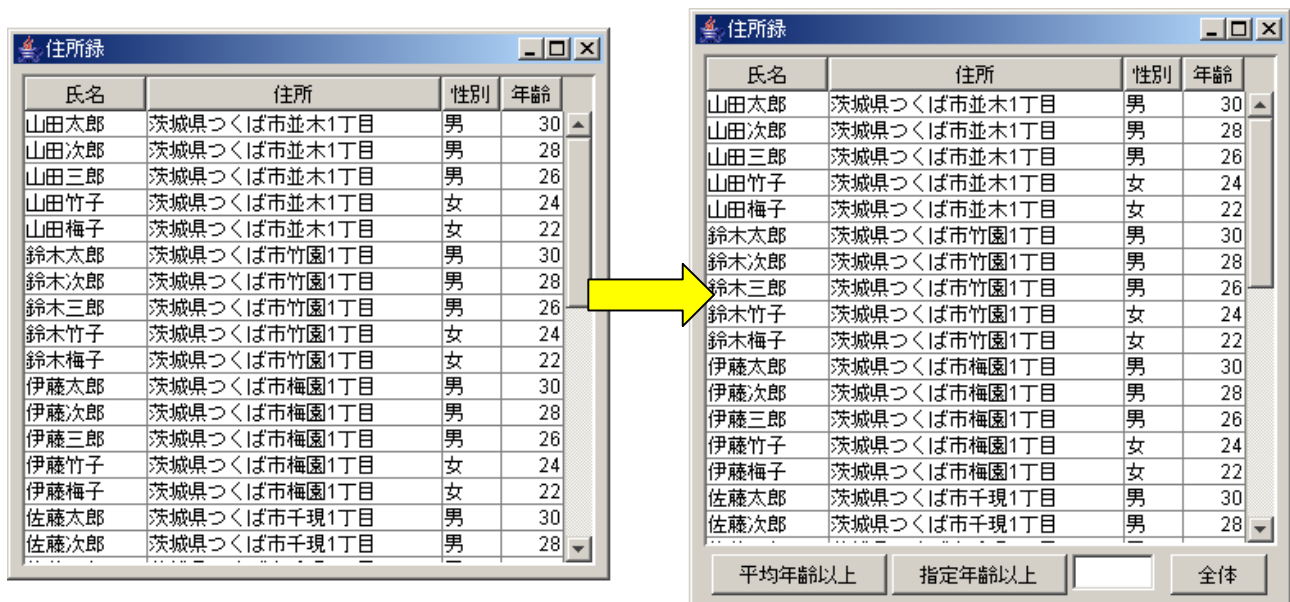 住所録
氏名 住所 性別 年齢
山田太郎 茨城県つくば市並木1丁目 男 30
山田次郎 茨城県つくば市並木1丁目 男 28
山田三郎 茨城県つくば市並木1丁目 男 26
山田竹子 茨城県つくば市並木1丁目 女 24
山田梅子 茨城県つくば市並木1丁目 女 22
鈴木太郎 茨城県つくば市竹園1丁目 男 30
鈴木次郎 茨城県つくば市竹園1丁目 男 28
鈴木三郎 茨城県つくば市竹園1丁目 男 26
鈴木竹子 茨城県つくば市竹園1丁目 女 24
鈴木梅子 茨城県つくば市竹園1丁目 女 22
伊藤太郎 茨城県つくば市梅園1丁目 男 30
伊藤次郎 茨城県つくば市梅園1丁目 男 28
伊藤三郎 茨城県つくば市梅園1丁目 男 26
伊藤竹子 茨城県つくば市梅園1丁目 女 24
伊藤梅子 茨城県つくば市梅園1丁目 女 22
佐藤太郎 茨城県つくば市千現1丁目 男 30
佐藤次郎 茨城県つくば市千現1丁目 男 28
住所録
氏名 住所 性別 年齢
山田太郎 茨城県つくば市並木1丁目 男 30
山田次郎 茨城県つくば市並木1丁目 男 28
山田三郎 茨城県つくば市並木1丁目 男 26
山田竹子 茨城県つくば市並木1丁目 女 24
山田梅子 茨城県つくば市並木1丁目 女 22
鈴木太郎 茨城県つくば市竹園1丁目 男 30
鈴木次郎 茨城県つくば市竹園1丁目 男 28
鈴木三郎 茨城県つくば市竹園1丁目 男 26
鈴木竹子 茨城県つくば市竹園1丁目 女 24
鈴木梅子 茨城県つくば市竹園1丁目 女 22
伊藤太郎 茨城県つくば市梅園1丁目 男 30
伊藤次郎 茨城県つくば市梅園1丁目 男 28
伊藤三郎 茨城県つくば市梅園1丁目 男 26
伊藤竹子 茨城県つくば市梅園1丁目 女 24
伊藤梅子 茨城県つくば市梅園1丁目 女 22
佐藤太郎 茨城県つくば市千現1丁目 男 30
佐藤次郎 茨城県つくば市千現1丁目 男 28
平均年齢以上 指定年齢以上 全体